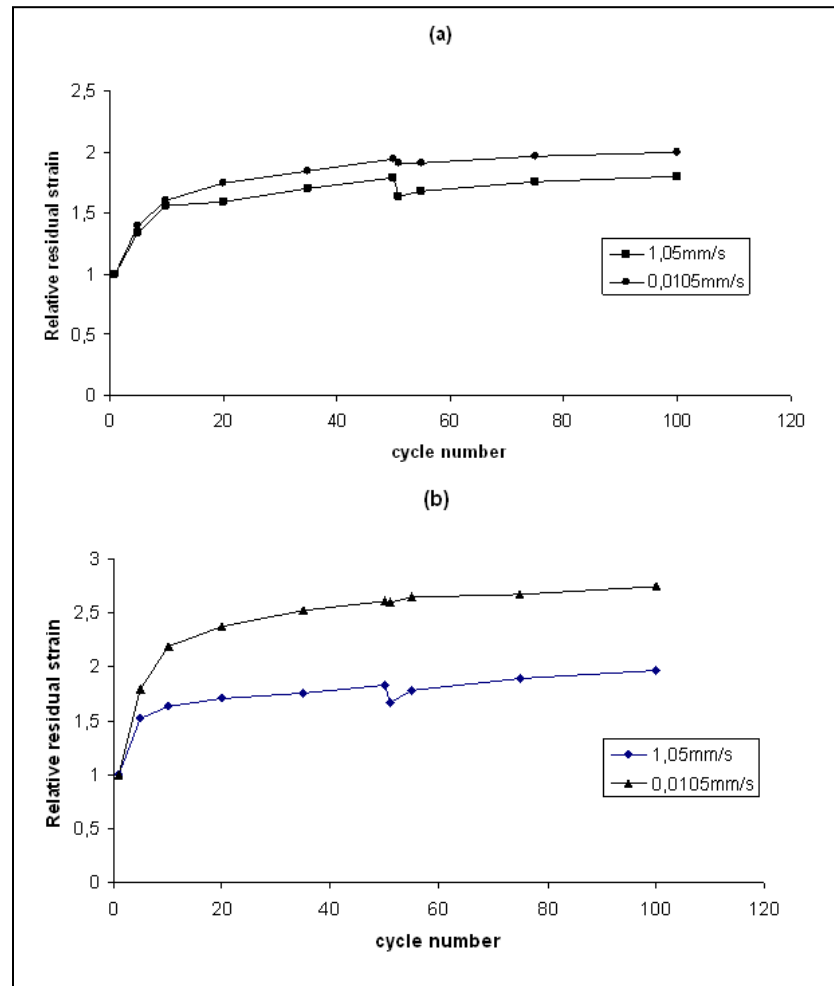 (a)
Relative residual strain
2,5
2
1,5
1
0,5
0
0 20 40 60 80 100 120
cycle number
1,05mm/s
0,0105mm/s
(b)
Relative residual strain
3
2,5
2
1,5
1
0,5
0
0 20 40 60 80 100 120
cycle number
1,05mm/s
0,0105mm/s